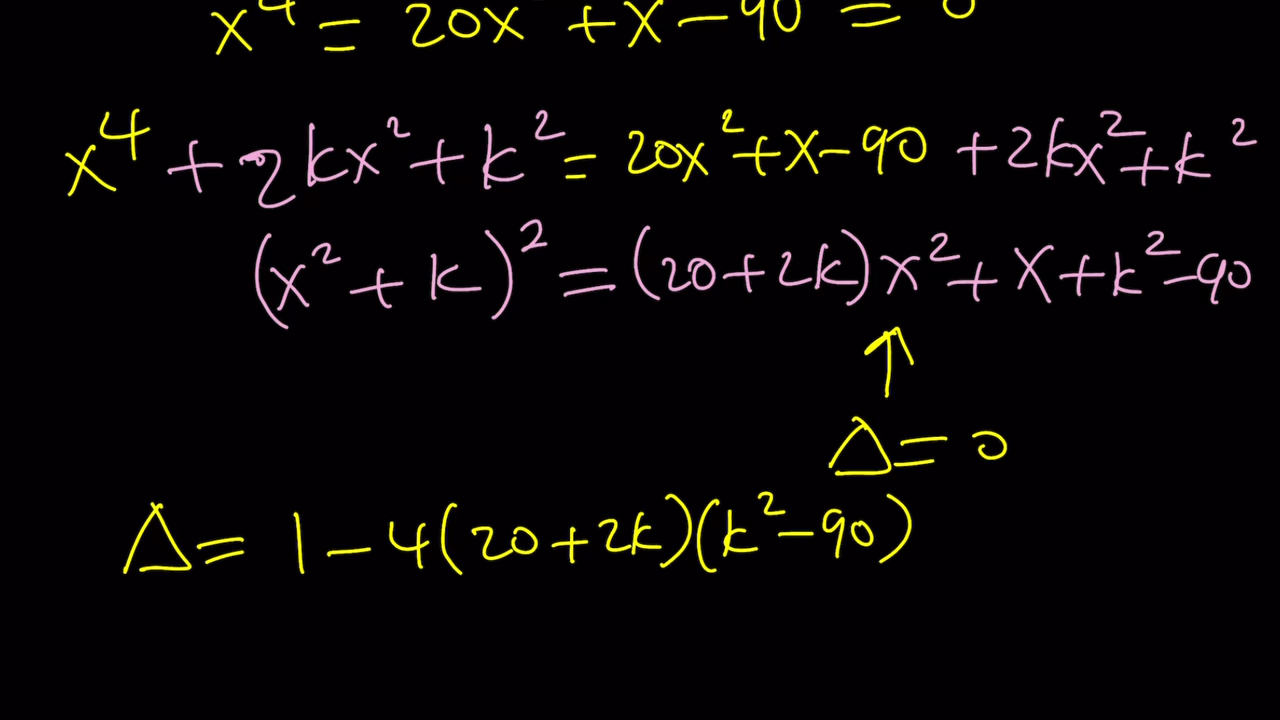 x⁴ = 20x + x - 90 = 0
x⁴ + 2kx² + k² = 20x² + x - 90 + 2kx² + k²
(x² + k)² = (20 + 2k)x² + x + k² - 90
↑
Δ = 0
Δ = 1 - 4(20 + 2k)(k² - 90)